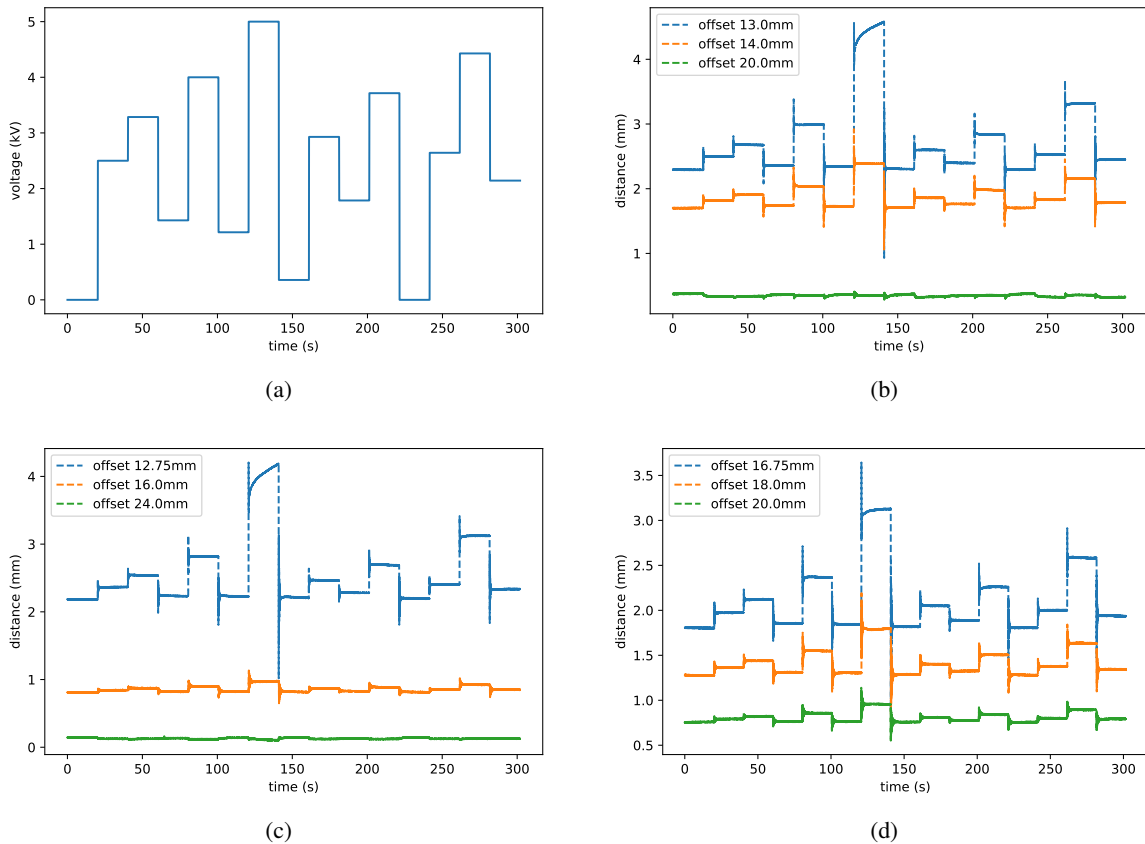 5
4
3
2
1
0
voltage (kV)
0
50
100
150
200
250
300
time (s)
(a)
offset 13.0mm
offset 14.0mm
offset 20.0mm
4
3
2
1
distance (mm)
0
50
100
150
200
250
300
time (s)
(b)
offset 12.75mm
offset 16.0mm
offset 24.0mm
4
3
2
1
0
distance (mm)
0
50
100
150
200
250
300
time (s)
(c)
offset 16.75mm
offset 18.0mm
offset 20.0mm
3.5
3.0
2.5
2.0
1.5
1.0
0.5
distance (mm)
0
50
100
150
200
250
300
time (s)
(d)